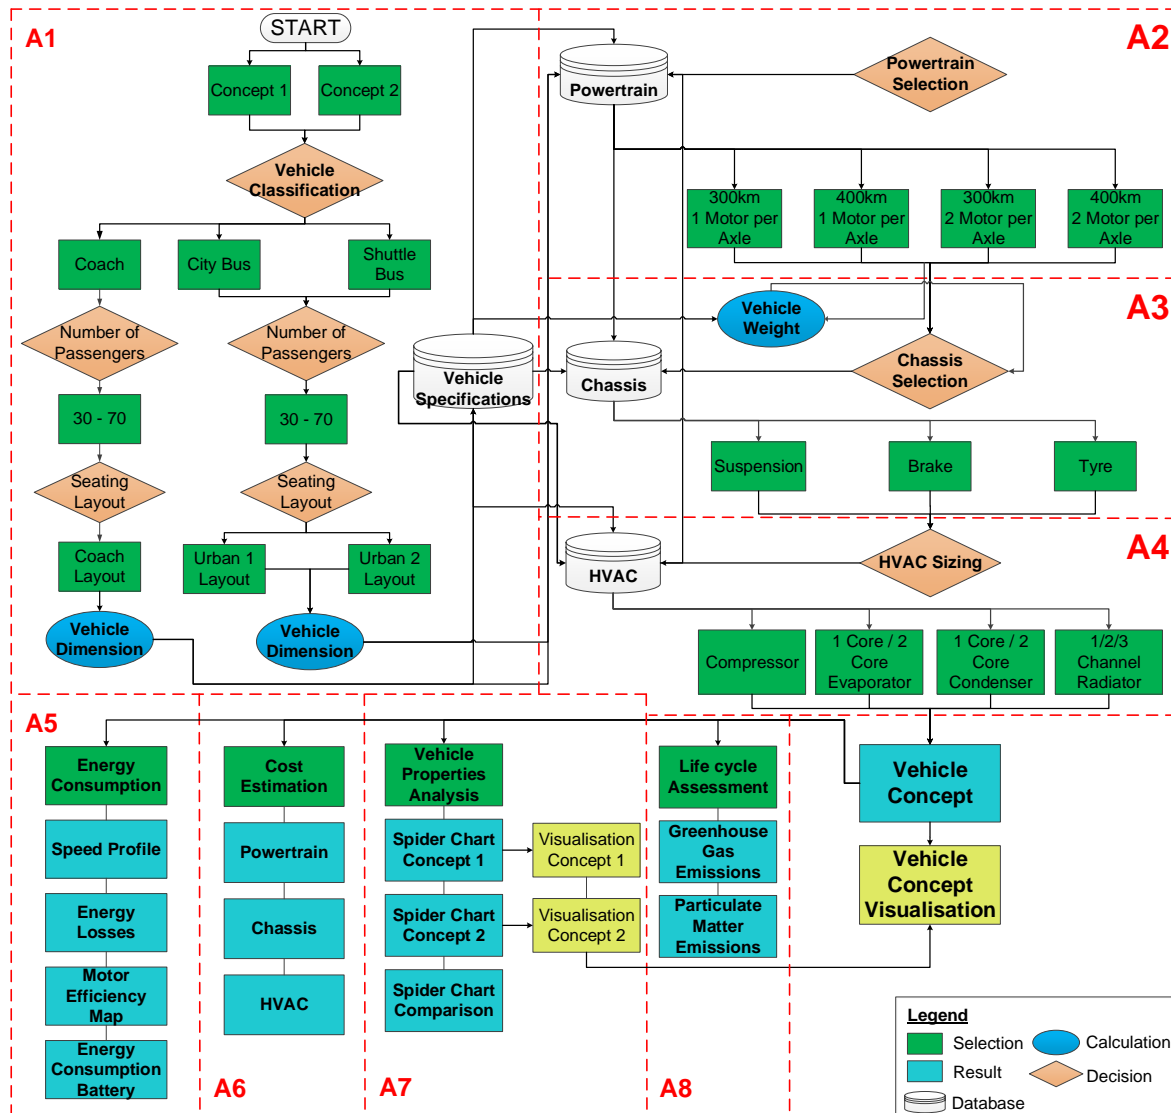 A1
START
Concept 1
Concept 2
Vehicle
Classification
Coach
City Bus
Shuttle
Bus
Number of
Passengers
Number of
Passengers
30 - 70
30 - 70
Seating
Layout
Seating
Layout
Coach
Layout
Urban 1
Layout
Urban 2
Layout
Vehicle
Dimension
Vehicle
Dimension
Vehicle
Specifications
A2
Powertrain
Powertrain
Selection
300km
1 Motor per
Axle
400km
1 Motor per
Axle
300km
2 Motor per
Axle
400km
2 Motor per
Axle
A3
Vehicle
Weight
Chassis
Chassis
Selection
Suspension
Brake
Tyre
A4
HVAC
HVAC Sizing
Compressor
1 Core / 2
Core
Evaporator
1 Core / 2
Core
Condenser
1/2/3
Channel
Radiator
A5
Energy
Consumption
Speed Profile
Energy
Losses
Motor
Efficiency
Map
Energy
Consumption
Battery
Cost
Estimation
Powertrain
Chassis
HVAC
A6
Vehicle
Properties
Analysis
Spider Chart
Concept 1
Spider Chart
Concept 2
Spider Chart
Comparison
Visualisation
Concept 1
Visualisation
Concept 2
A7
Life cycle
Assessment
Greenhouse
Gas
Emissions
Particulate
Matter
Emissions
A8
Vehicle
Concept
Vehicle
Concept
Visualisation
Legend
Selection
Calculation
Result
Decision
Database